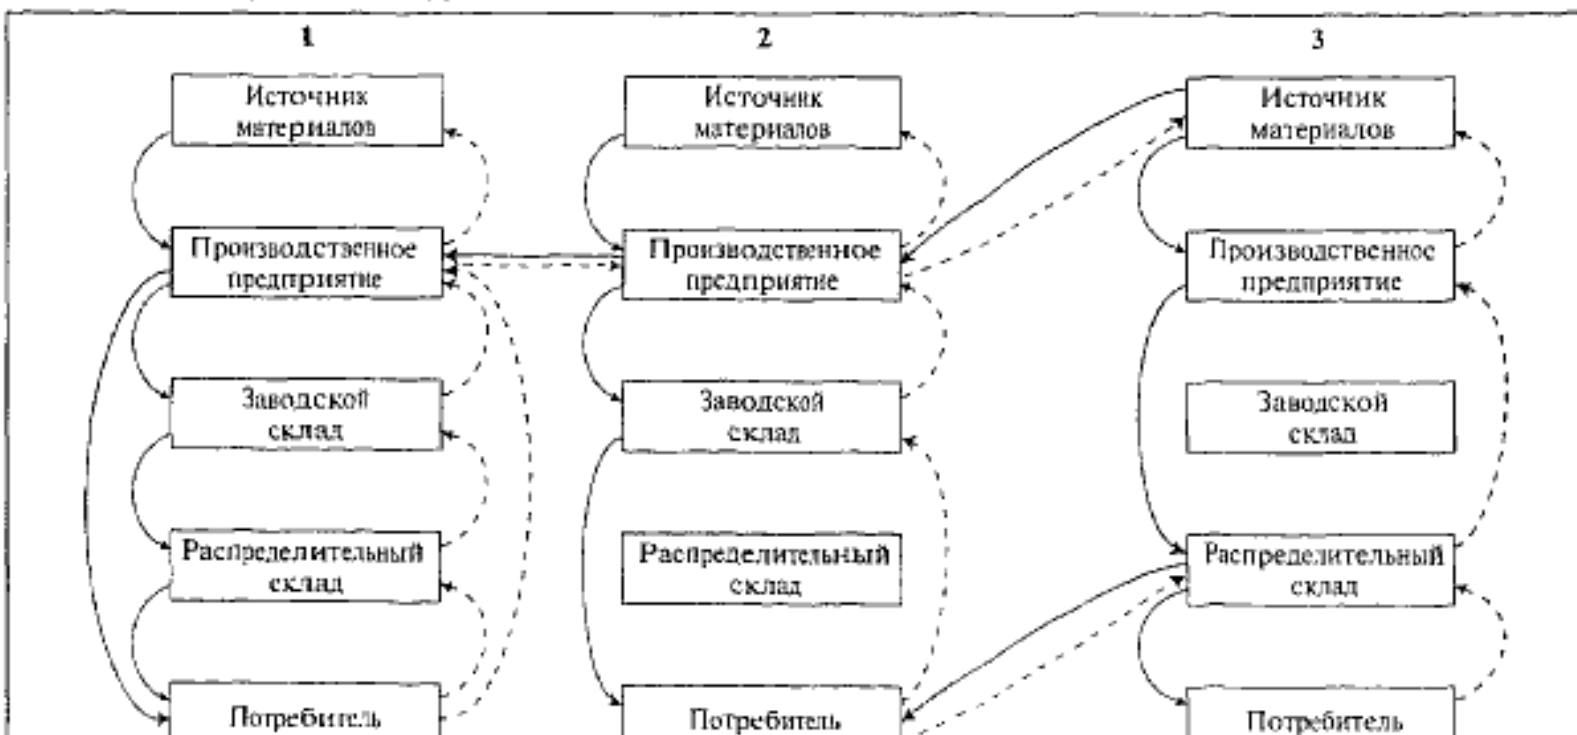 1
2
3
Источник
материалов
Источник
материалов
Источник
материалов
Производственное
предприятие
Производственное
предприятие
Производственное
предприятие
Заводской
склад
Заводской
склад
Заводской
склад
Распределительный
склад
Распределительный
склад
Распределительный
склад
Потребитель
Потребитель
Потребитель